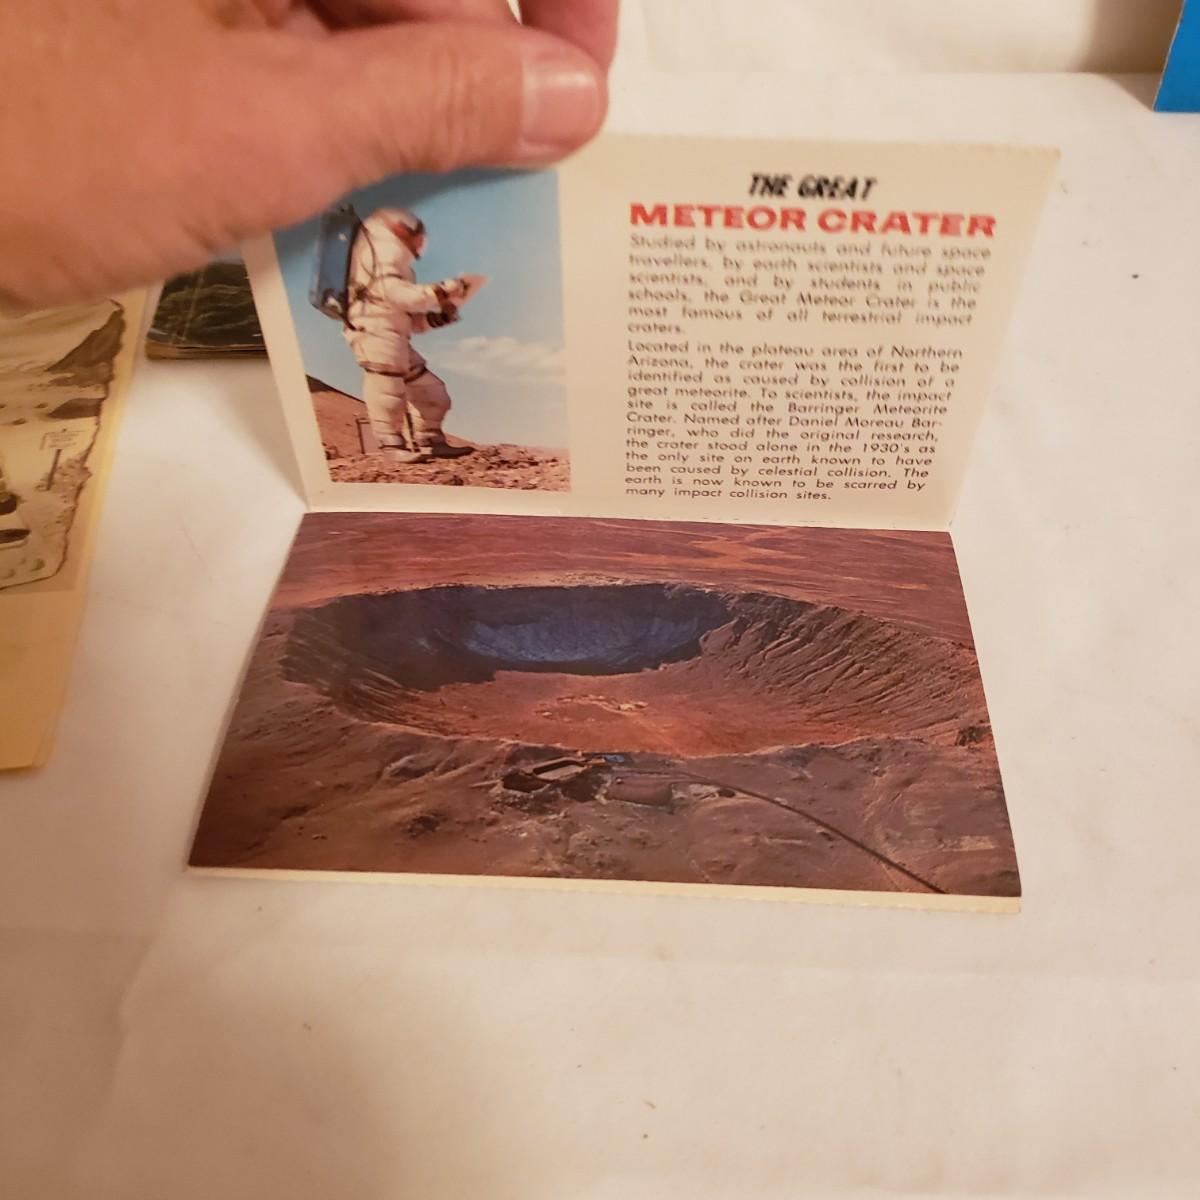 THE GREAT
METEOR CRATER
Studied by astronauts and future space
travellers, by earth scientists and space
scientists, and by students in public
schools, the Great Meteor Crater is the
most famous of all terrestrial impact
craters.
Located in the plateau area of Northern
Arizona, the crater was the first to be
identified as caused by collision of a
great meteorite. To scientists, the impact
site is called the Barringer Meteorite
Crater. Named after Daniel Moreau Bar-
ringer, who did the original research,
the crater stood alone in the 1930's as
the only site on earth known to have
been caused by celestial collision. The
earth is now known to be scarred by
many impact collision sites.